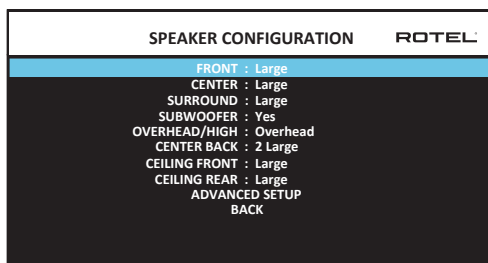 SPEAKER CONFIGURATION ROTEL
FRONT : Large
CENTER : Large
SURROUND : Large
SUBWOOFER : Yes
OVERHEAD/HIGH : Overhead
CENTER BACK : 2 Large
CEILING FRONT : Large
CEILING REAR : Large
ADVANCED SETUP
BACK